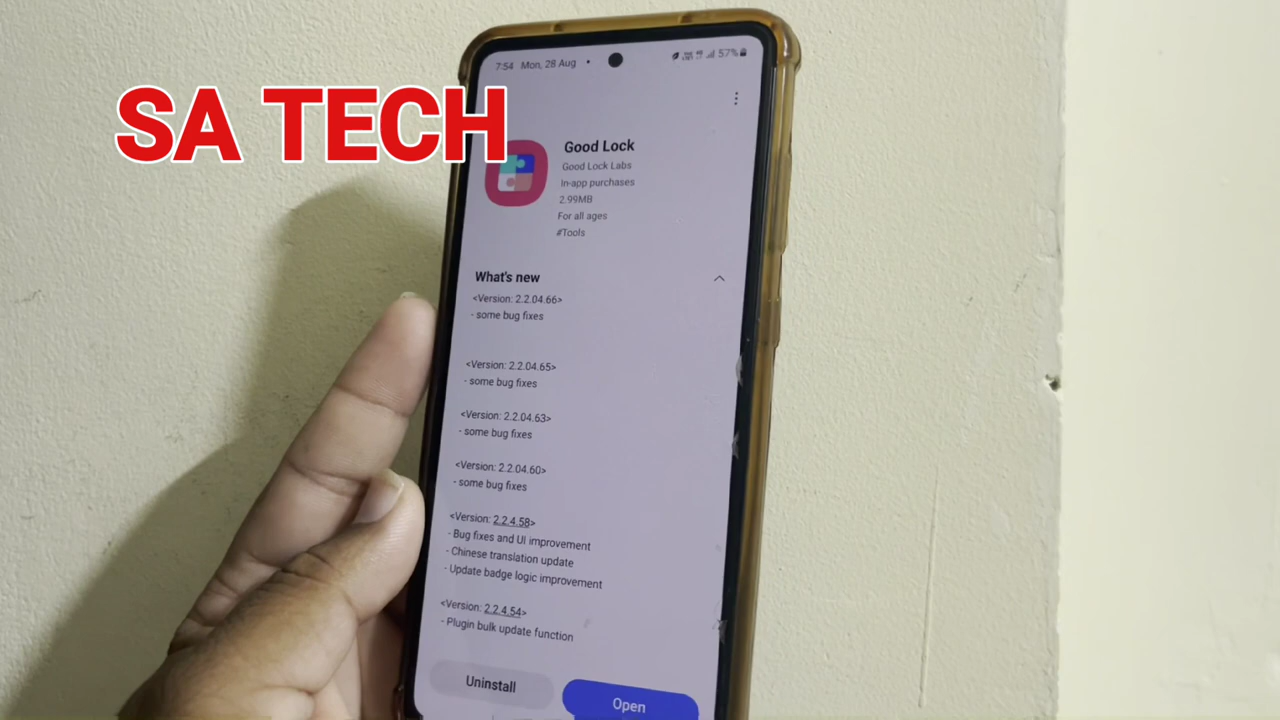 7:54 Mon, 28 Aug • 57%
SA TECH
Good Lock
Good Lock Labs
In-app purchases
2.99MB
For all ages
#Tools
What's new
<Version: 2.2.04.66>
- some bug fixes
<Version: 2.2.04.65>
- some bug fixes
<Version: 2.2.04.63>
- some bug fixes
<Version: 2.2.04.60>
- some bug fixes
<Version: 2.2.4.58>
- Bug fixes and UI improvement
- Chinese translation update
- Update badge logic improvement
<Version: 2.2.4.54>
- Plugin bulk update function
Uninstall
Open